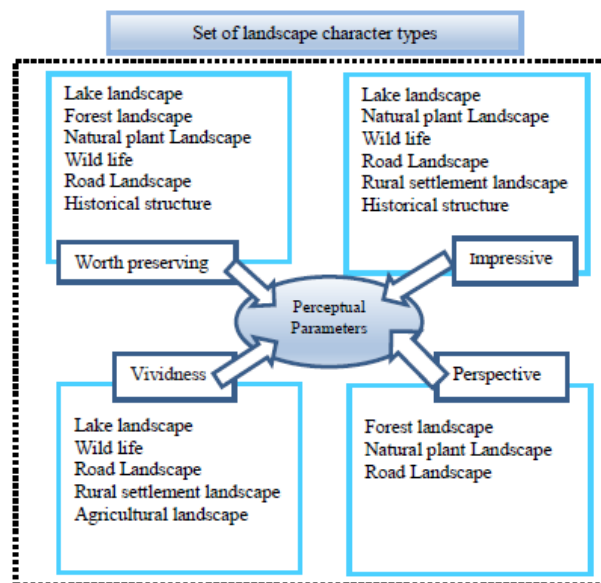 Set of landscape character types
Lake landscape
Forest landscape
Natural plant Landscape
Wild life
Road Landscape
Historical structure
Worth preserving
Lake landscape
Natural plant Landscape
Wild life
Road Landscape
Rural settlement landscape
Historical structure
Impressive
Perceptual
Parameters
Vividness
Lake landscape
Wild life
Road Landscape
Rural settlement landscape
Agricultural landscape
Perspective
Forest landscape
Natural plant Landscape
Road Landscape